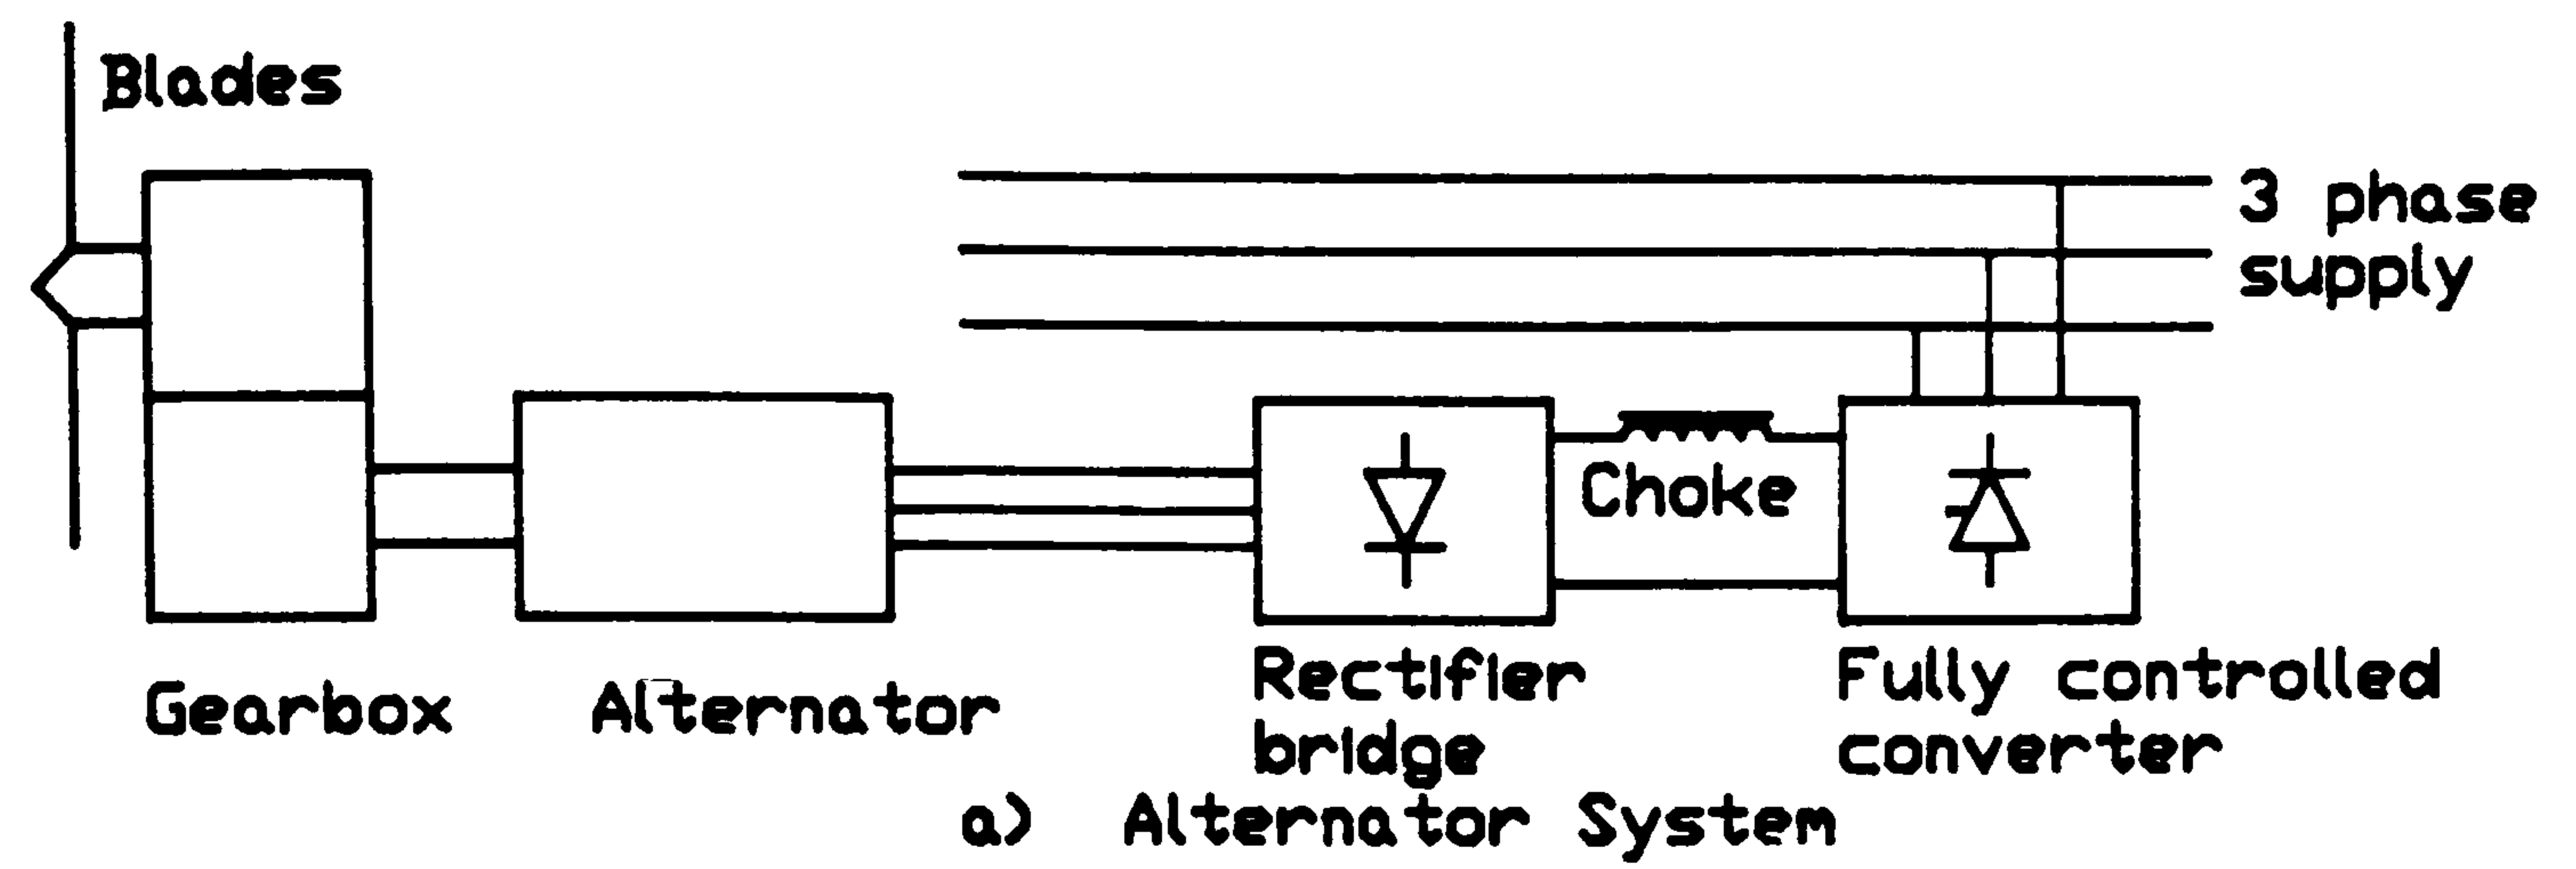 Blades
3 phase
supply
Choke
Gearbox
Alternator
Rectifier
bridge
Fully controlled
converter
a) Alternator System